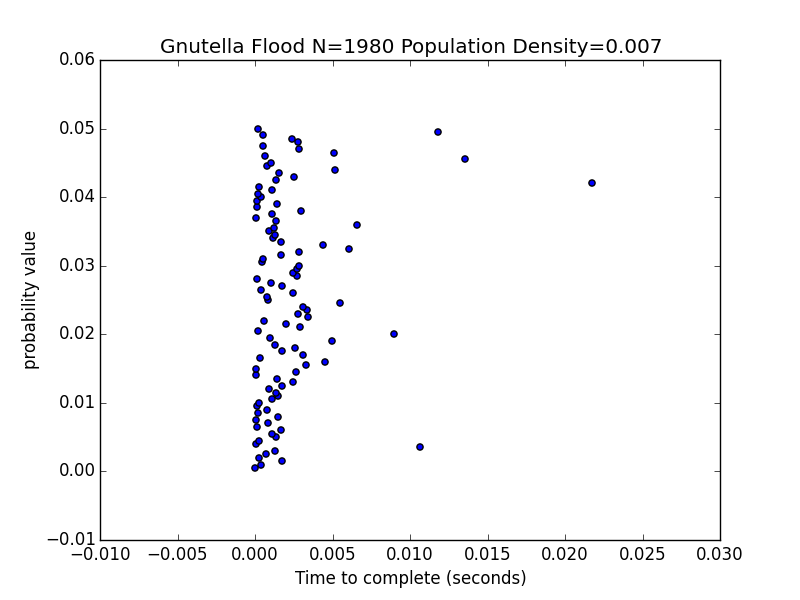 Gnutella Flood N=1980 Population Density=0.007
0.06
0.05
0.04
0.03
0.02
0.01
0.00
−0.01
probability value
−0.010 −0.005 0.000 0.005 0.010 0.015 0.020 0.025 0.030
Time to complete (seconds)